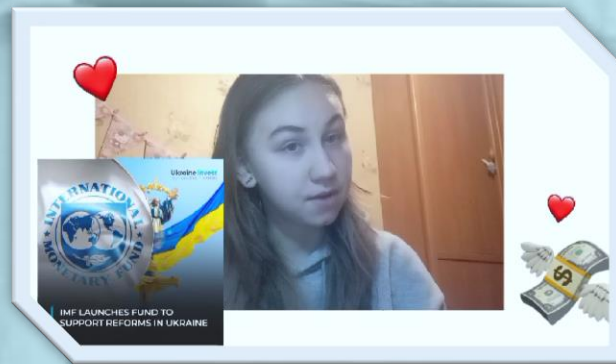 Ukraine invest
INTERNATIONAL
MONETARY FUND
IMF LAUNCHES FUND TO
SUPPORT REFORMS IN UKRAINE